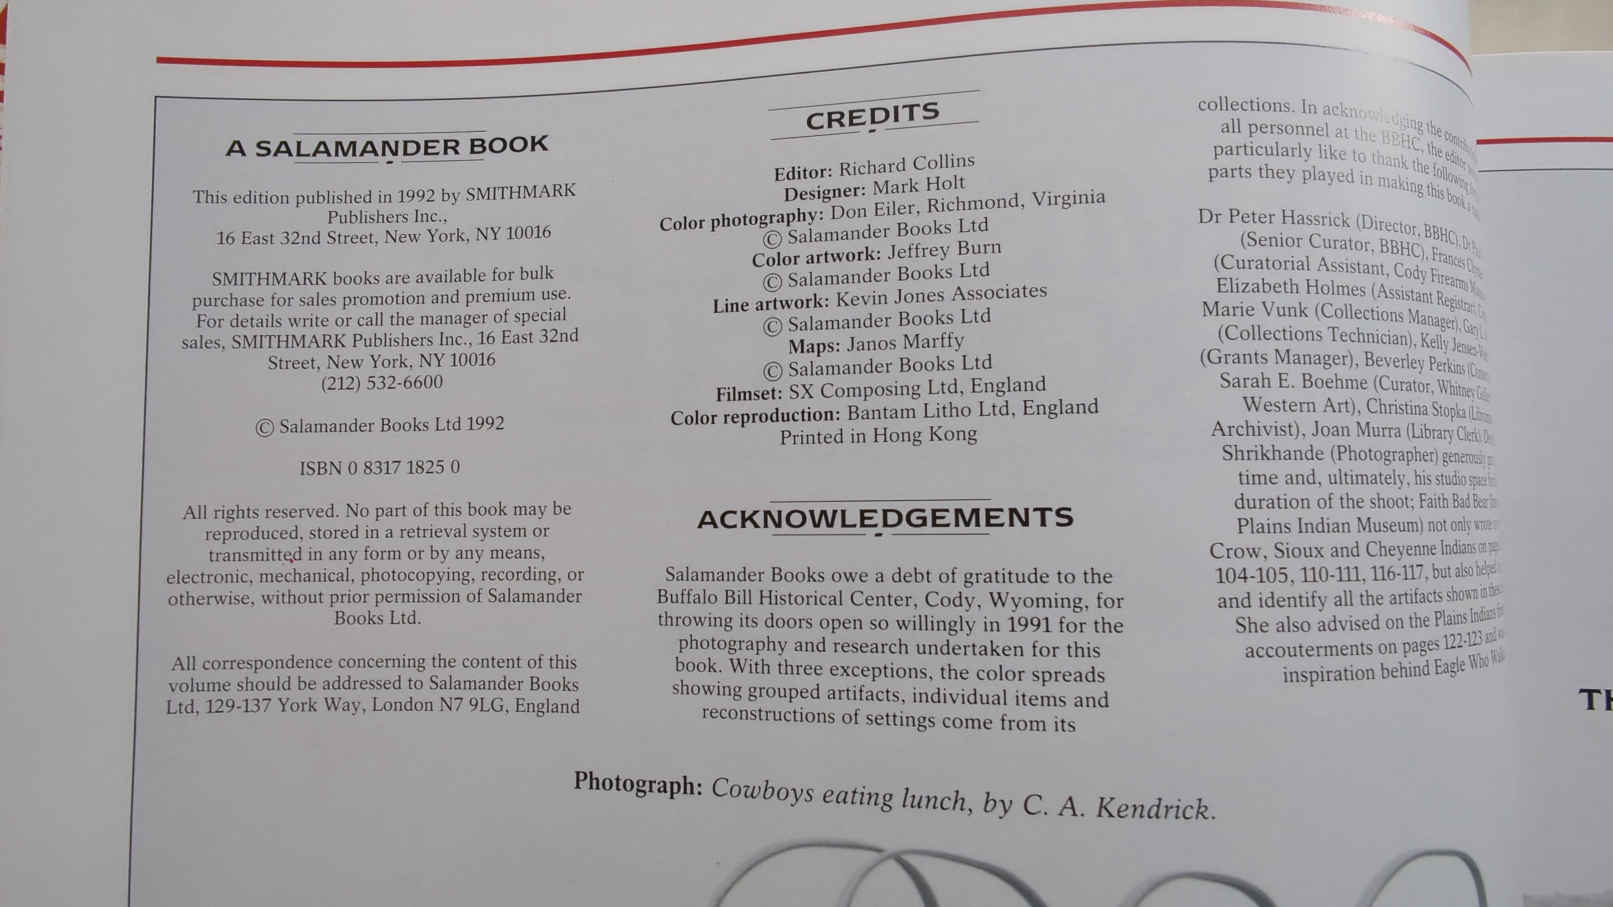 A SALAMANDER BOOK
This edition published in 1992 by SMITHMARK
Publishers Inc.,
16 East 32nd Street, New York, NY 10016
SMITHMARK books are available for bulk
purchase for sales promotion and premium use.
For details write or call the manager of special
sales, SMITHMARK Publishers Inc., 16 East 32nd
Street, New York, NY 10016
(212) 532-6600
© Salamander Books Ltd 1992
ISBN 0 8317 1825 0
All rights reserved. No part of this book may be
reproduced, stored in a retrieval system or
transmitted in any form or by any means,
electronic, mechanical, photocopying, recording, or
otherwise, without prior permission of Salamander
Books Ltd.
All correspondence concerning the content of this
volume should be addressed to Salamander Books
Ltd, 129-137 York Way, London N7 9LG, England
CREDITS
Editor: Richard Collins
Designer: Mark Holt
Color photography: Don Eiler, Richmond, Virginia
© Salamander Books Ltd
Color artwork: Jeffrey Burn
© Salamander Books Ltd
Line artwork: Kevin Jones Associates
© Salamander Books Ltd
Maps: Janos Marffy
© Salamander Books Ltd
Filmset: SX Composing Ltd, England
Color reproduction: Bantam Litho Ltd, England
Printed in Hong Kong
ACKNOWLEDGEMENTS
Salamander Books owe a debt of gratitude to the
Buffalo Bill Historical Center, Cody, Wyoming, for
throwing its doors open so willingly in 1991 for the
photography and research undertaken for this
book. With three exceptions, the color spreads
showing grouped artifacts, individual items and
reconstructions of settings come from its
collections. In acknowledging the
all personnel at the BBHC, the editor
particularly like to thank the following
parts they played in making this book
Dr Peter Hassrick (Director, BBHC), Dr
(Senior Curator, BBHC), Frances
(Curatorial Assistant, Cody Firearms
Elizabeth Holmes (Assistant Registrar),
Marie Vunk (Collections Manager), Gary
(Collections Technician), Kelly
(Grants Manager), Beverley Perkins
Sarah E. Boehme (Curator, Whitney
Western Art), Christina Stopka
Archivist), Joan Murra (Library Clerk),
Shrikhande (Photographer) generously
time and, ultimately, his studio space
duration of the shoot; Faith Bad Bear
Plains Indian Museum) not only wrote
Crow, Sioux and Cheyenne Indians on
104-105, 110-111, 116-117, but also helped
and identify all the artifacts shown in
She also advised on the Plains Indians
accouterments on pages 122-123 and
inspiration behind Eagle Who
Photograph: Cowboys eating lunch, by C. A. Kendrick.